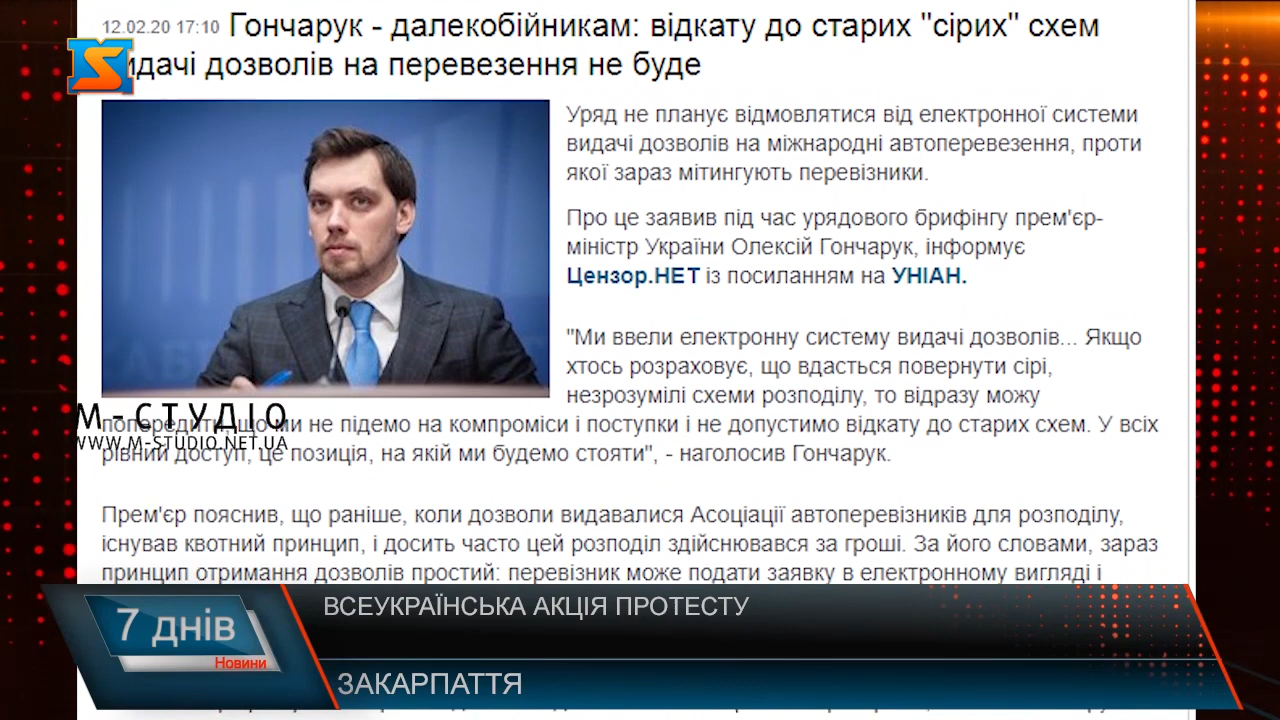 12.02.20 17:10 Гончарук - далекобійникам: відкату до старих "сірих" схем
видачі дозволів на перевезення не буде
Уряд не планує відмовлятися від електронної системи
видачі дозволів на міжнародні автоперевезення, проти
якої зараз мітингують перевізники.
Про це заявив під час урядового брифінгу прем'єр-
міністр України Олексій Гончарук, інформує
Цензор.НЕТ із посиланням на УНІАН.
"Ми ввели електронну систему видачі дозволів... Якщо
хтось розраховує, що вдасться повернути сірі,
незрозумілі схеми розподілу, то відразу можу
попередити, що ми не підемо на компроміси і поступки і не допустимо відкату до старих схем. У всіх
рівний доступ, це позиція, на якій ми будемо стояти", - наголосив Гончарук.
М-СТУДІО
WWW.M-STUDIO.NET.UA
Прем'єр пояснив, що раніше, коли дозволи видавалися Асоціації автоперевізників для розподілу,
існував квотний принцип, і досить часто цей розподіл здійснювався за гроші. За його словами, зараз
принцип отримання дозволів простий: перевізник може подати заявку в електронному вигляді і
7 днів
Новини
ВСЕУКРАЇНСЬКА АКЦІЯ ПРОТЕСТУ
ЗАКАРПАТТЯ